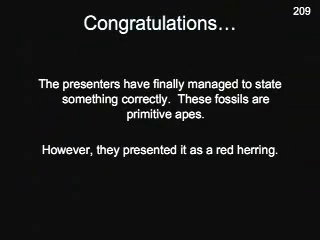 209
Congratulations…
The presenters have finally managed to state
something correctly.  These fossils are
primitive apes.
However, they presented it as a red herring.